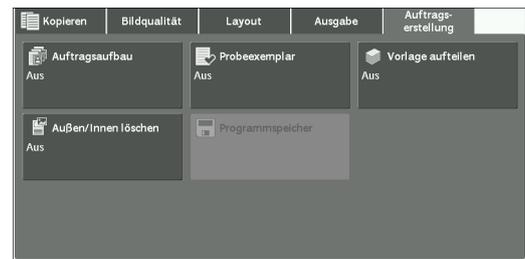 Kopieren
Bildqualität
Layout
Ausgabe
Auftrags-
erstellung
Auftragsaufbau
Aus
Probeexemplar
Aus
Vorlage aufteilen
Aus
Außen/Innen löschen
Aus
Programmspeicher